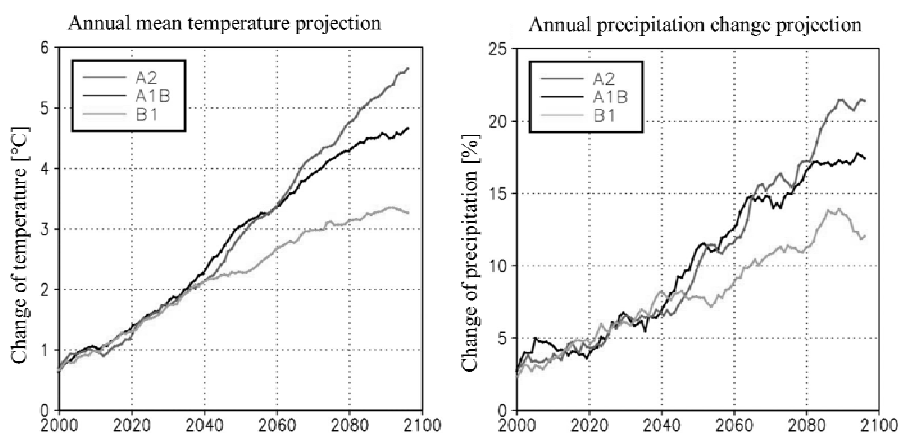 Annual mean temperature projection
6
5
4
3
2
1
0
Change of temperature [°C]
A2
A1B
B1
2000 2020 2040 2060 2080 2100
Annual precipitation change projection
25
20
15
10
5
0
Change of precipitation [%]
A2
A1B
B1
2000 2020 2040 2060 2080 2100